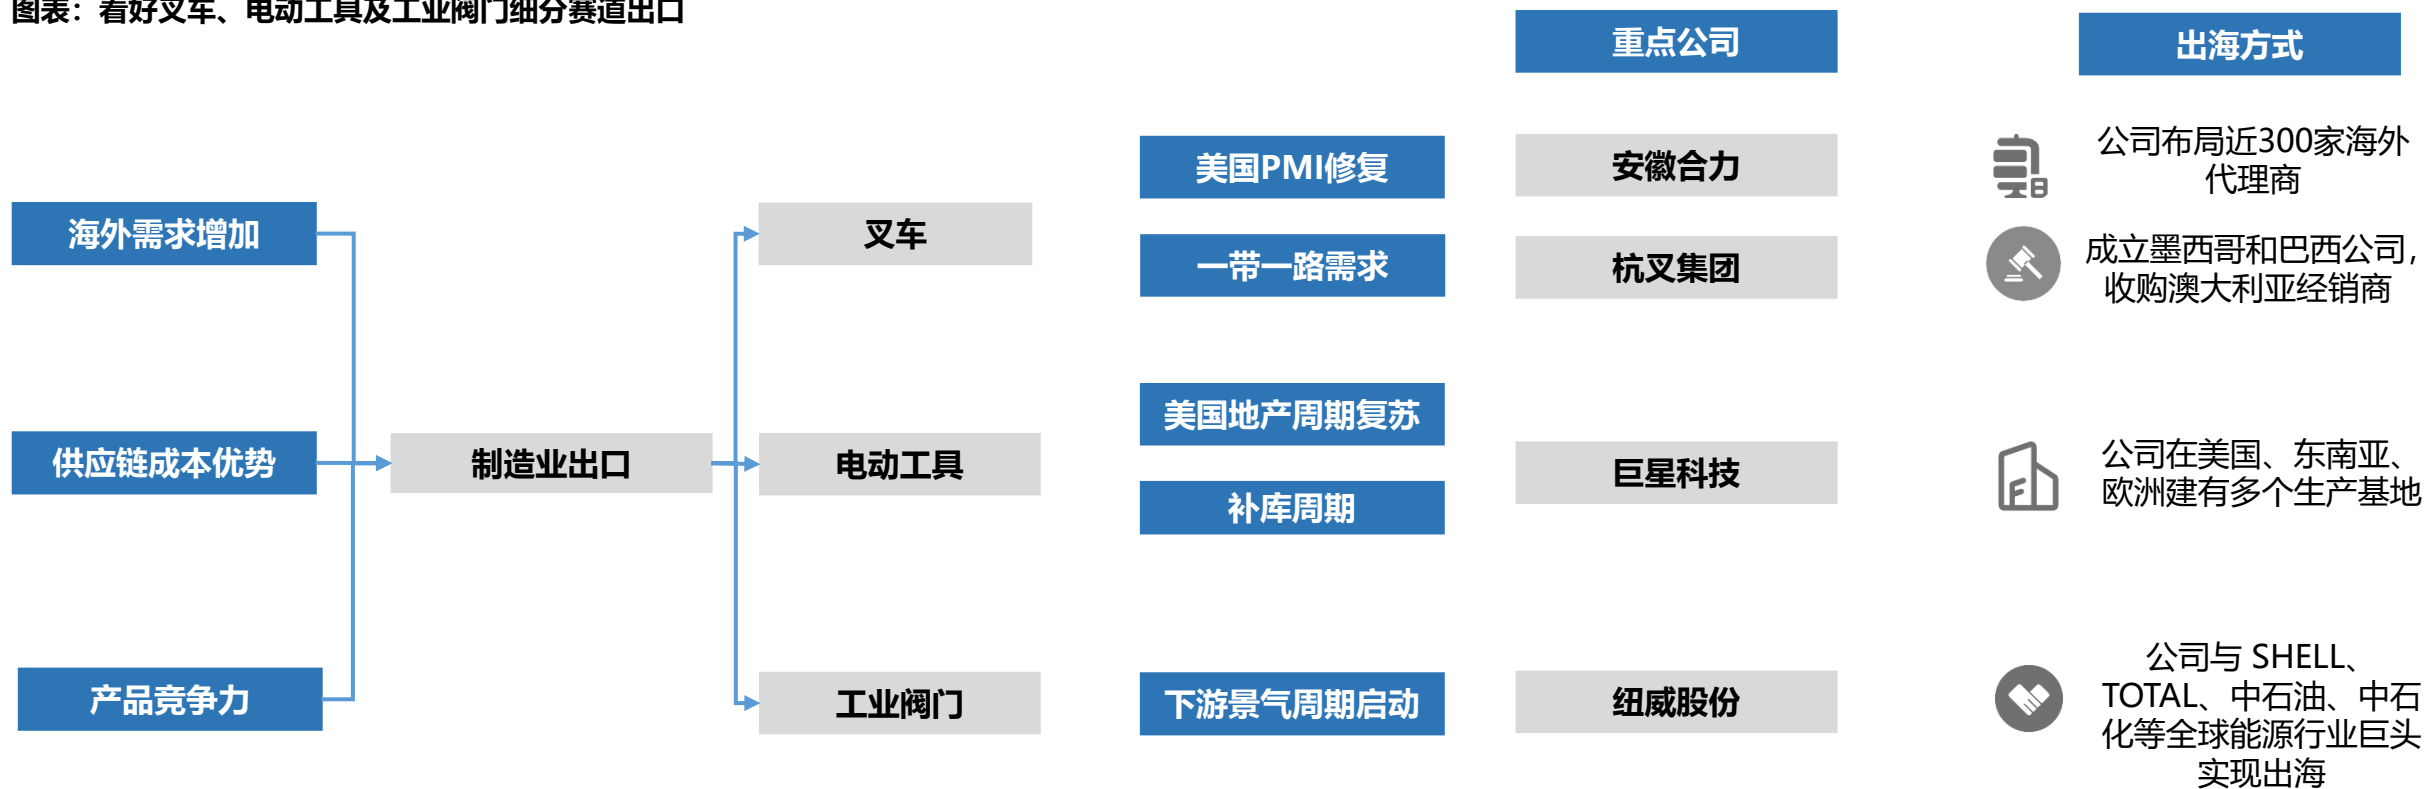 图表：看好叉车、电动工具及工业阀门细分赛道出口
重点公司
出海方式
海外需求增加
供应链成本优势
产品竞争力
制造业出口
叉车
美国PMI修复
一带一路需求
安徽合力
公司布局近300家海外
代理商
杭叉集团
成立墨西哥和巴西公司，
收购澳大利亚经销商
电动工具
美国地产周期复苏
补库周期
巨星科技
公司在美国、东南亚、
欧洲建有多个生产基地
工业阀门
下游景气周期启动
纽威股份
公司与 SHELL、
TOTAL、中石油、中石
化等全球能源行业巨头
实现出海